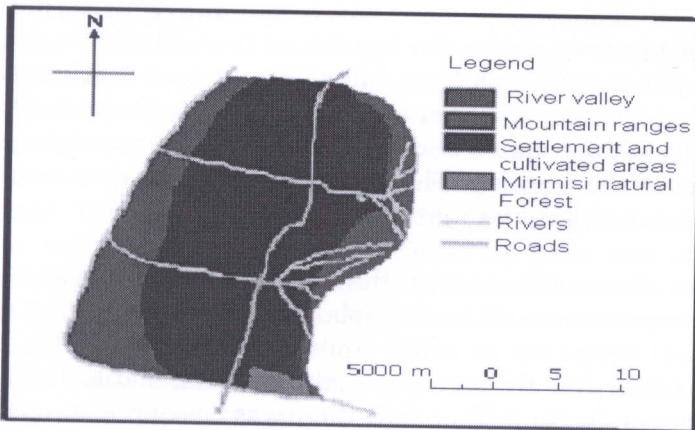 N
Legend
River valley
Mountain ranges
Settlement and
cultivated areas
Mirimisi natural
Forest
Rivers
Roads
5000 m 0 5 10